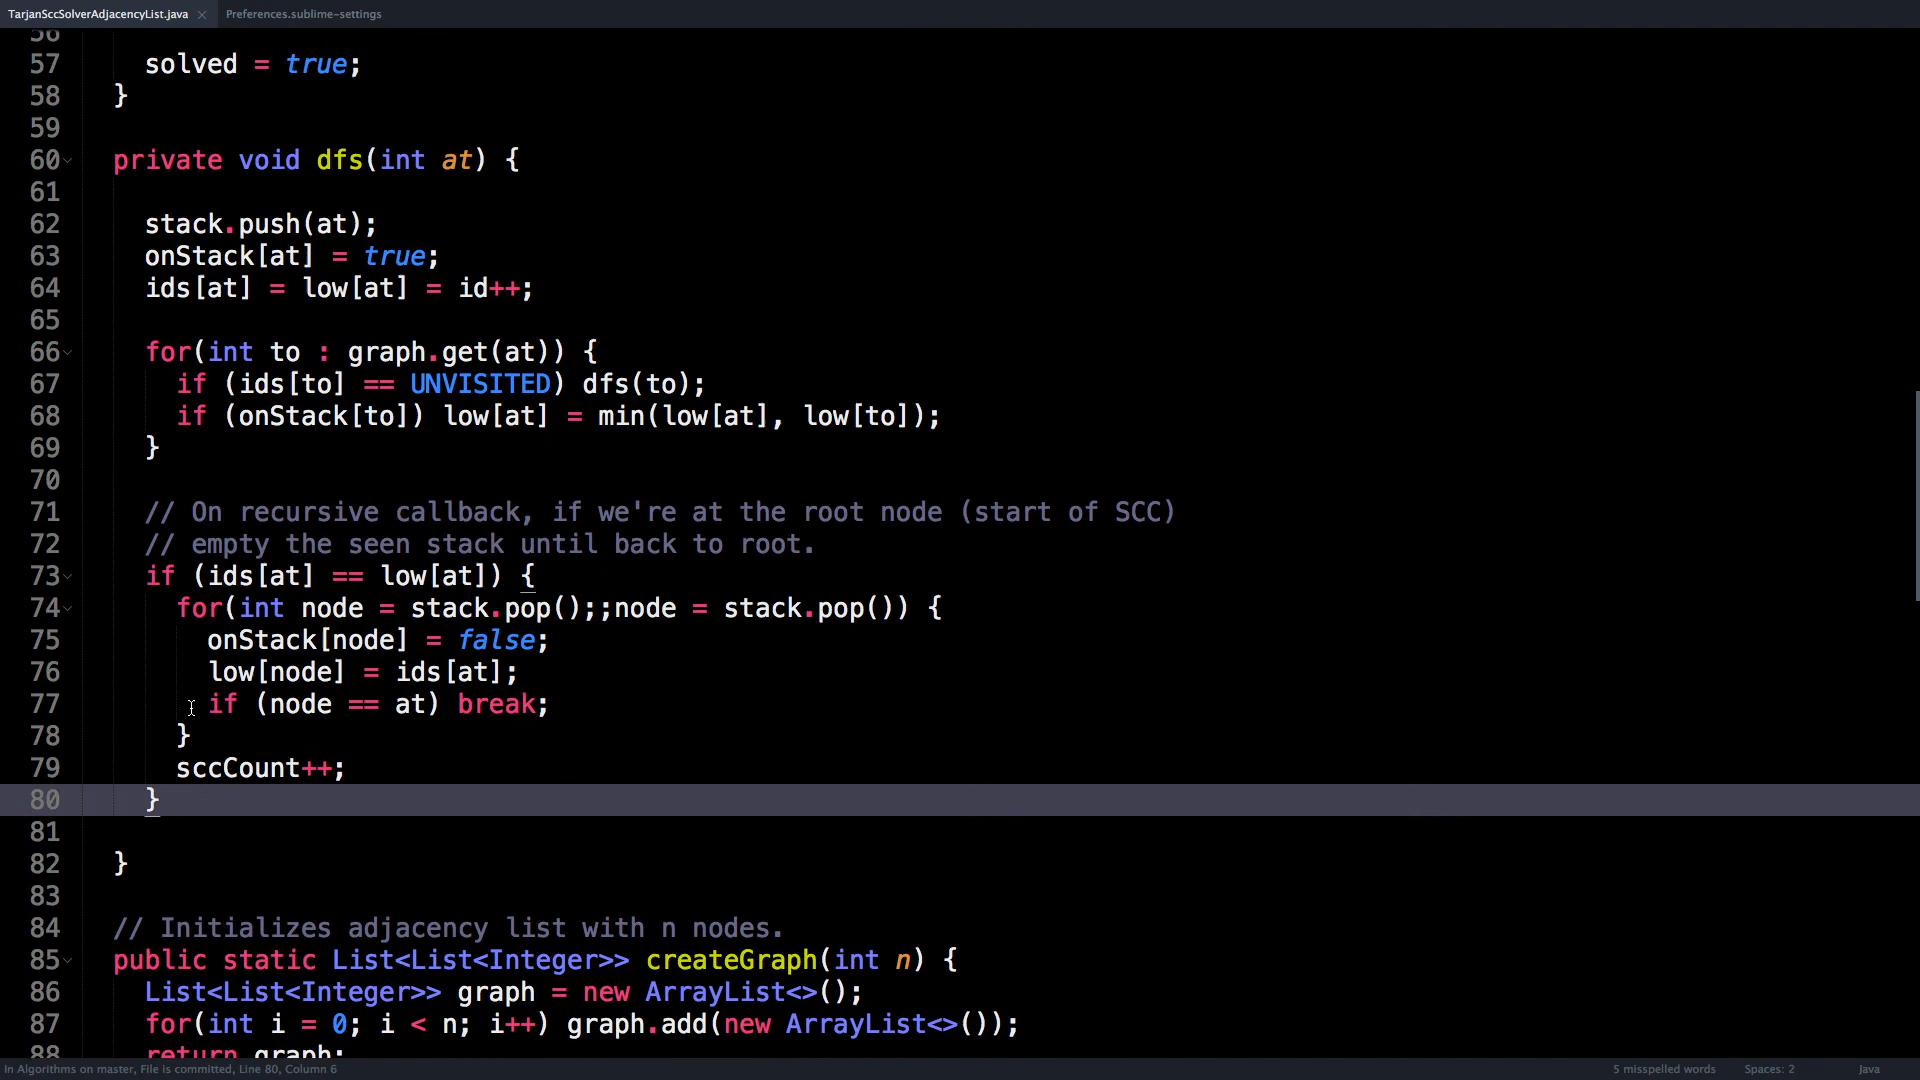 TarjanSccSolverAdjacencyList.java × Preferences.sublime-settings
56
57 solved = true;
58 }
59
60 private void dfs(int at) {
61
62 stack.push(at);
63 onStack[at] = true;
64 ids[at] = low[at] = id++;
65
66 for(int to : graph.get(at)) {
67 if (ids[to] == UNVISITED) dfs(to);
68 if (onStack[to]) low[at] = min(low[at], low[to]);
69 }
70
71 // On recursive callback, if we're at the root node (start of SCC)
72 // empty the seen stack until back to root.
73 if (ids[at] == low[at]) {
74 for(int node = stack.pop();;node = stack.pop()) {
75 onStack[node] = false;
76 low[node] = ids[at];
77 if (node == at) break;
78 }
79 sccCount++;
80 }
81
82 }
83
84 // Initializes adjacency list with n nodes.
85 public static List<List<Integer>> createGraph(int n) {
86 List<List<Integer>> graph = new ArrayList<>();
87 for(int i = 0; i < n; i++) graph.add(new ArrayList<>());
88 return graph;
In Algorithms on master, File is committed, Line 80, Column 6 5 misspelled words Spaces: 2 Java